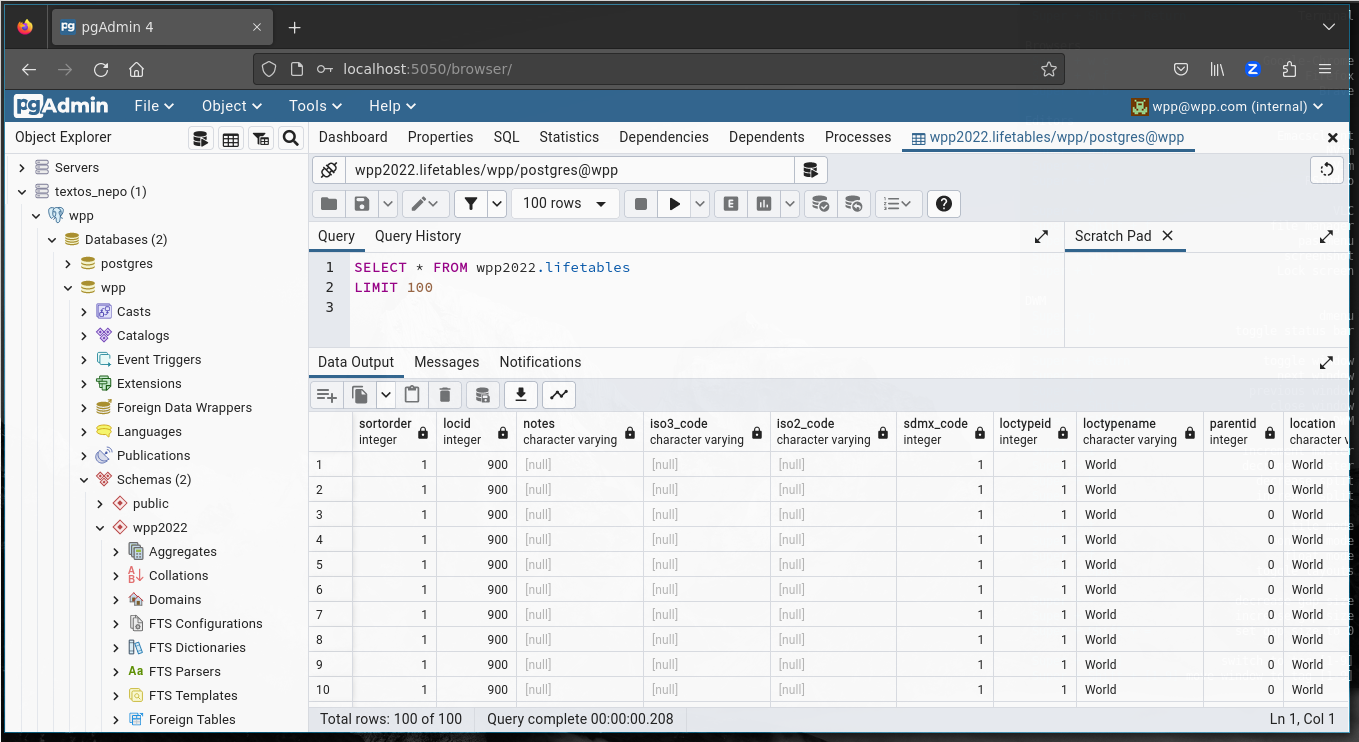 pgAdmin 4
localhost:5050/browser/
pgAdmin File Object Tools Help wpp@wpp.com (internal)
Object Explorer
Dashboard Properties SQL Statistics Dependencies Dependents Processes wpp2022.lifetables/wpp/postgres@wpp
Servers
textos_nepo (1)
wpp
Databases (2)
postgres
wpp
Casts
Catalogs
Event Triggers
Extensions
Foreign Data Wrappers
Languages
Publications
Schemas (2)
public
wpp2022
Aggregates
Collations
Domains
FTS Configurations
FTS Dictionaries
Aa FTS Parsers
FTS Templates
Foreign Tables
wpp2022.lifetables/wpp/postgres@wpp
100 rows
Query Query History
Scratch Pad
1 SELECT * FROM wpp2022.lifetables
2 LIMIT 100
3
Data Output Messages Notifications
sortorder locid notes iso3_code iso2_code sdmx_code loctypeid loctypename parentid location
integer integer character varying character varying character varying integer integer character varying integer character v
1 1 900 [null] [null] [null] 1 1 World 0 World
2 1 900 [null] [null] [null] 1 1 World 0 World
3 1 900 [null] [null] [null] 1 1 World 0 World
4 1 900 [null] [null] [null] 1 1 World 0 World
5 1 900 [null] [null] [null] 1 1 World 0 World
6 1 900 [null] [null] [null] 1 1 World 0 World
7 1 900 [null] [null] [null] 1 1 World 0 World
8 1 900 [null] [null] [null] 1 1 World 0 World
9 1 900 [null] [null] [null] 1 1 World 0 World
10 1 900 [null] [null] [null] 1 1 World 0 World
Total rows: 100 of 100 Query complete 00:00:00.208 Ln 1, Col 1